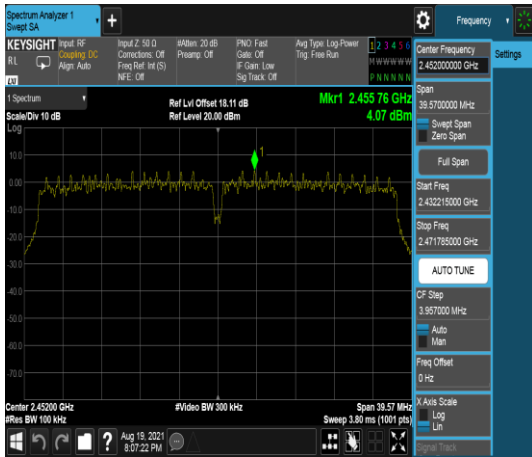 Spectrum Analyzer 1
Swept SA
Frequency
KEYSIGHT
RL
LXI
Input: RF
Coupling: DC
Align: Auto
Input Z: 50 Ω
Corrections: Off
Freq Ref: Int (S)
NFE: Off
#Atten: 20 dB
Preamp: Off
PNO: Fast
Gate: Off
IF Gain: Low
Sig Track: Off
Avg Type: Log-Power
Trig: Free Run
1 2 3 4 5 6
M W W W W W
P N N N N N
1 Spectrum
Scale/Div 10 dB
Log
Ref Lvl Offset 18.11 dB
Ref Level 20.00 dBm
Mkr1 2.455 76 GHz
4.07 dBm
1
10.0
0.00
-10.0
-20.0
-30.0
-40.0
-50.0
-60.0
-70.0
Center 2.45200 GHz
#Res BW 100 kHz
#Video BW 300 kHz
Span 39.57 MHz
Sweep 3.80 ms (1001 pts)
Aug 19, 2021
8:07:22 PM
Center Frequency
2.452000000 GHz
Settings
Span
39.5700000 MHz
Swept Span
Zero Span
Full Span
Start Freq
2.432215000 GHz
Stop Freq
2.471785000 GHz
AUTO TUNE
CF Step
3.957000 MHz
Auto
Man
Freq Offset
0 Hz
X Axis Scale
Log
Lin
Signal Track